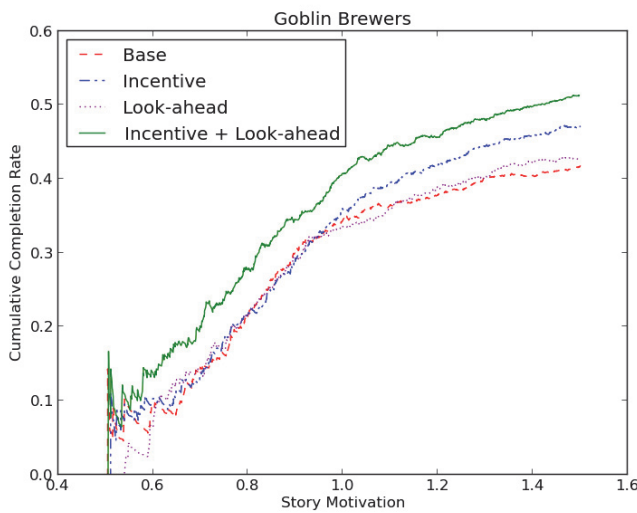 Goblin Brewers
Base
Incentive
Look-ahead
Incentive + Look-ahead
Cumulative Completion Rate
0.6
0.5
0.4
0.3
0.2
0.1
0.0
0.4 0.6 0.8 1.0 1.2 1.4 1.6
Story Motivation